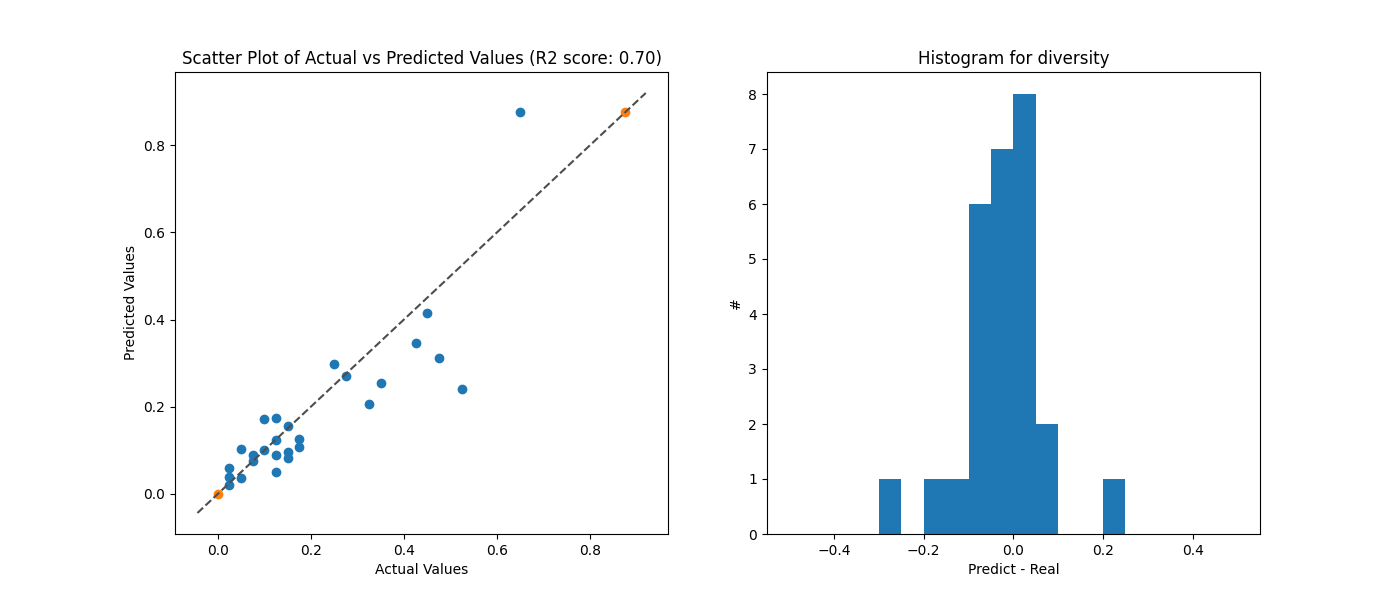 Scatter Plot of Actual vs Predicted Values (R2 score: 0.70)
Predicted Values
0.8
0.6
0.4
0.2
0.0
0.0 0.2 0.4 0.6 0.8
Actual Values
Histogram for diversity
#
8
7
6
5
4
3
2
1
0
−0.4 −0.2 0.0 0.2 0.4
Predict - Real